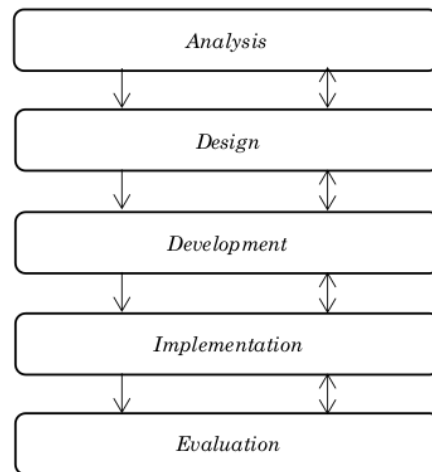 Analysis
Design
Development
Implementation
Evaluation